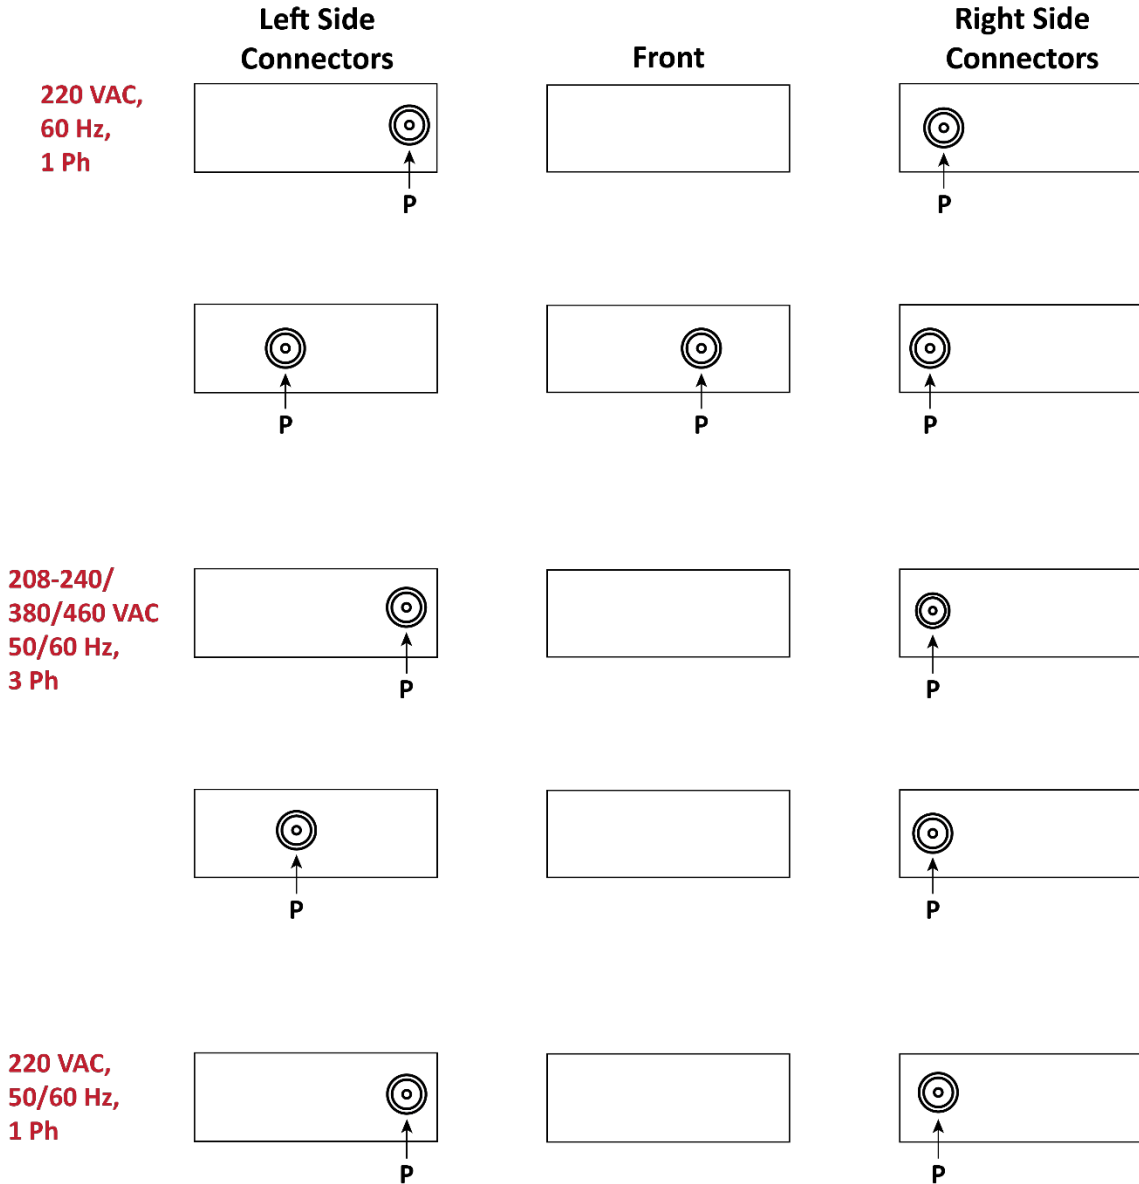 Left Side
Connectors
Front
Right Side
Connectors
220 VAC,
60 Hz,
1 Ph
P
P
P
P
P
208-240/
380/460 VAC
50/60 Hz,
3 Ph
P
P
P
P
220 VAC,
50/60 Hz,
1 Ph
P
P